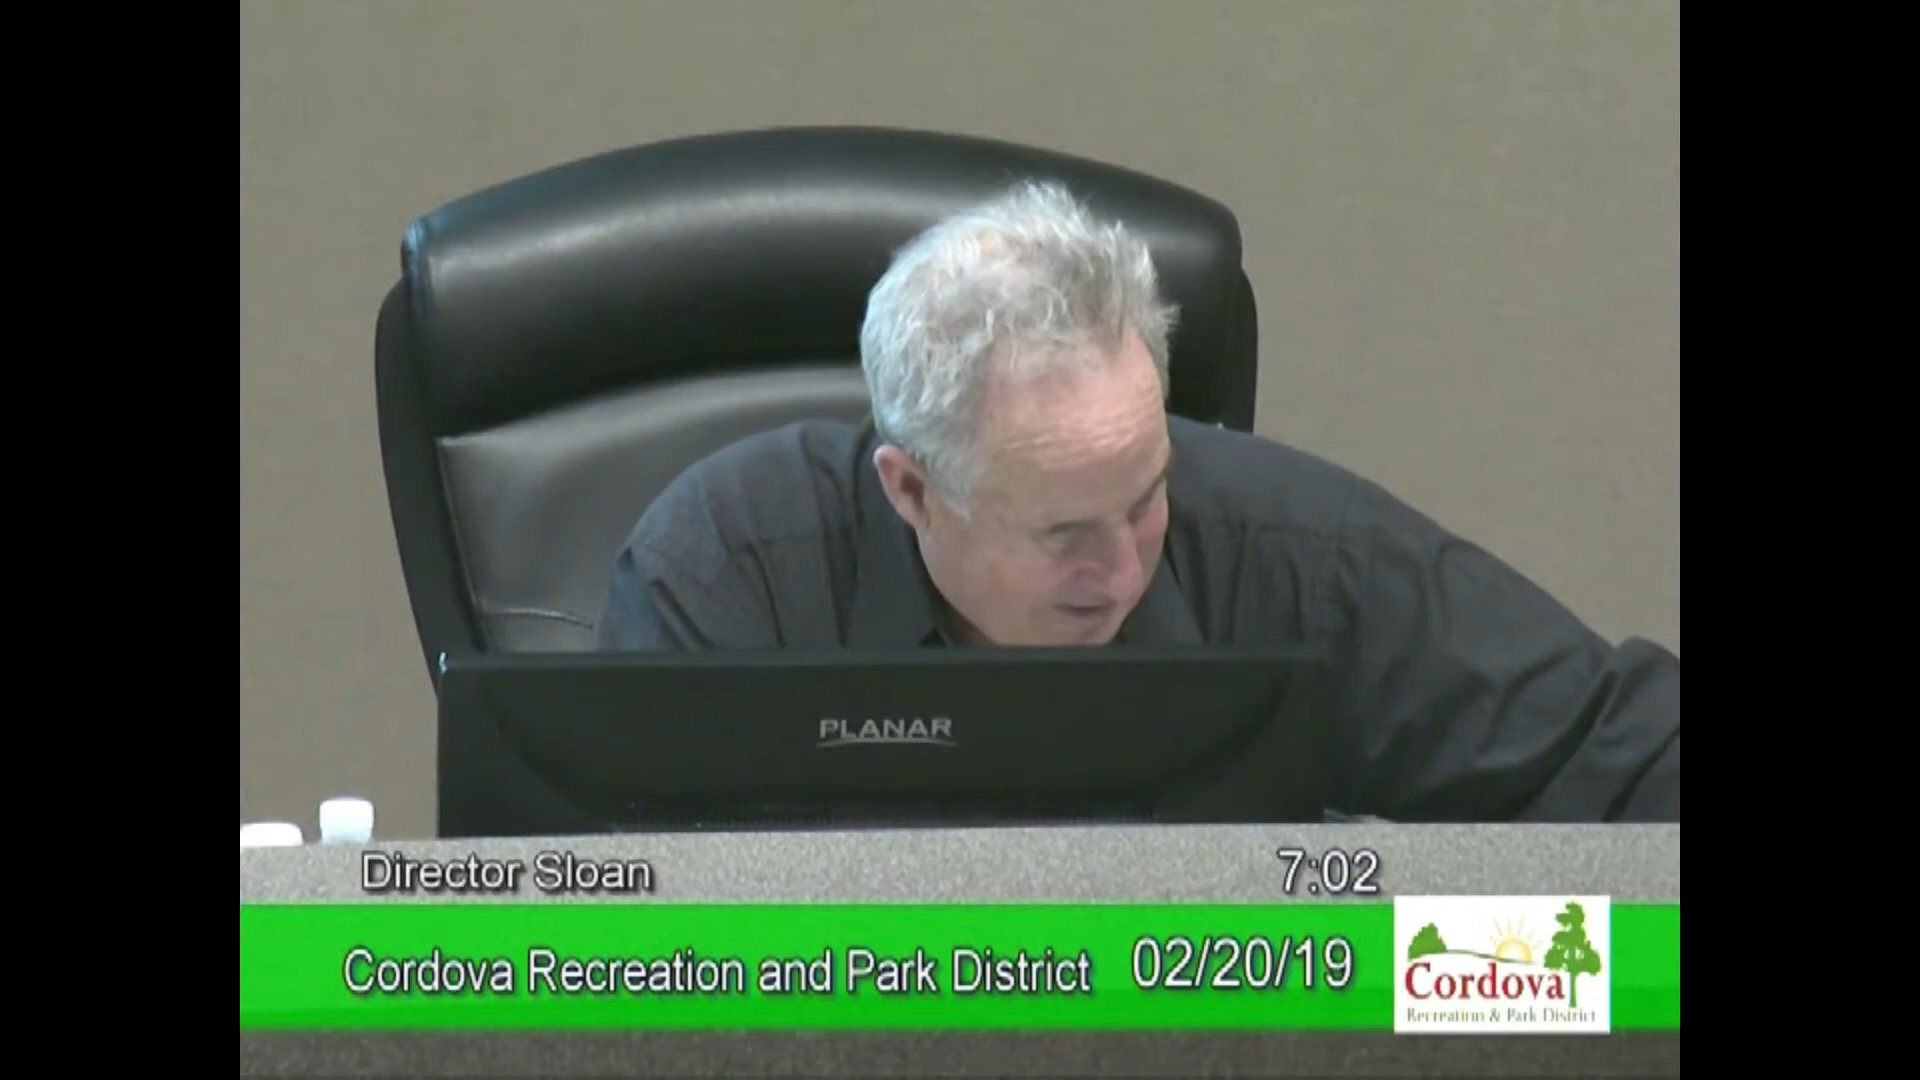 PLANAR
Director Sloan 7:02
Cordova Recreation and Park District 02/20/19
Cordova
Recreation & Park District